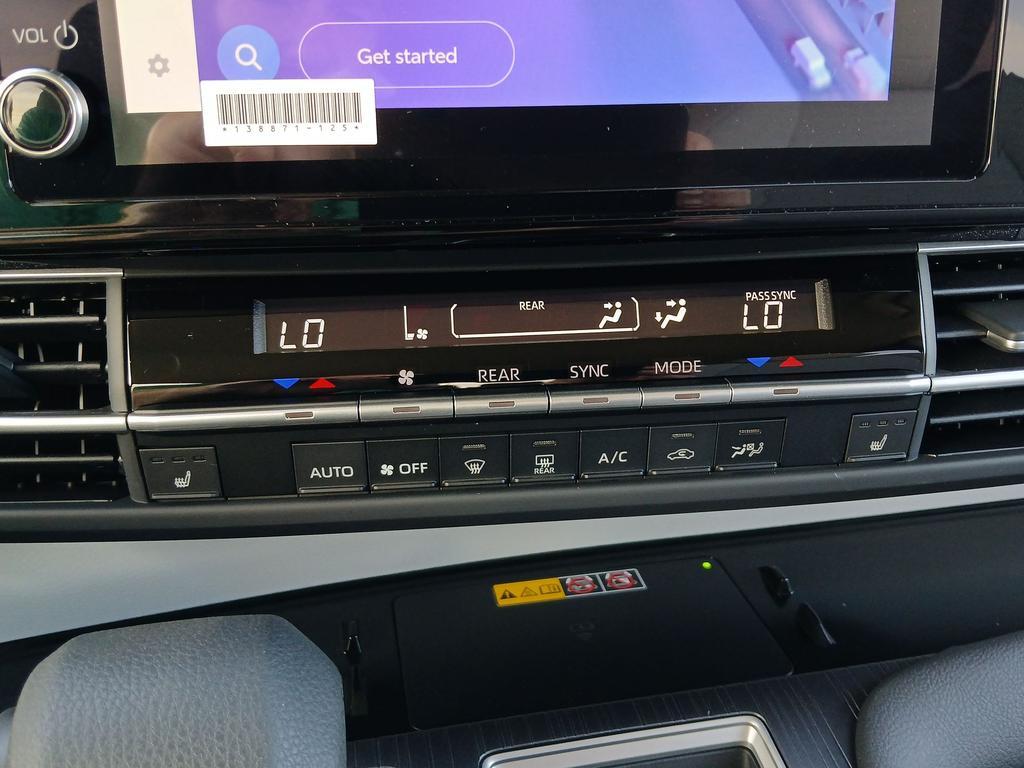 VOL
Get started
*138871-125*
REAR
PASS SYNC
LO
LO
REAR
SYNC
MODE
AUTO
OFF
REAR
A/C